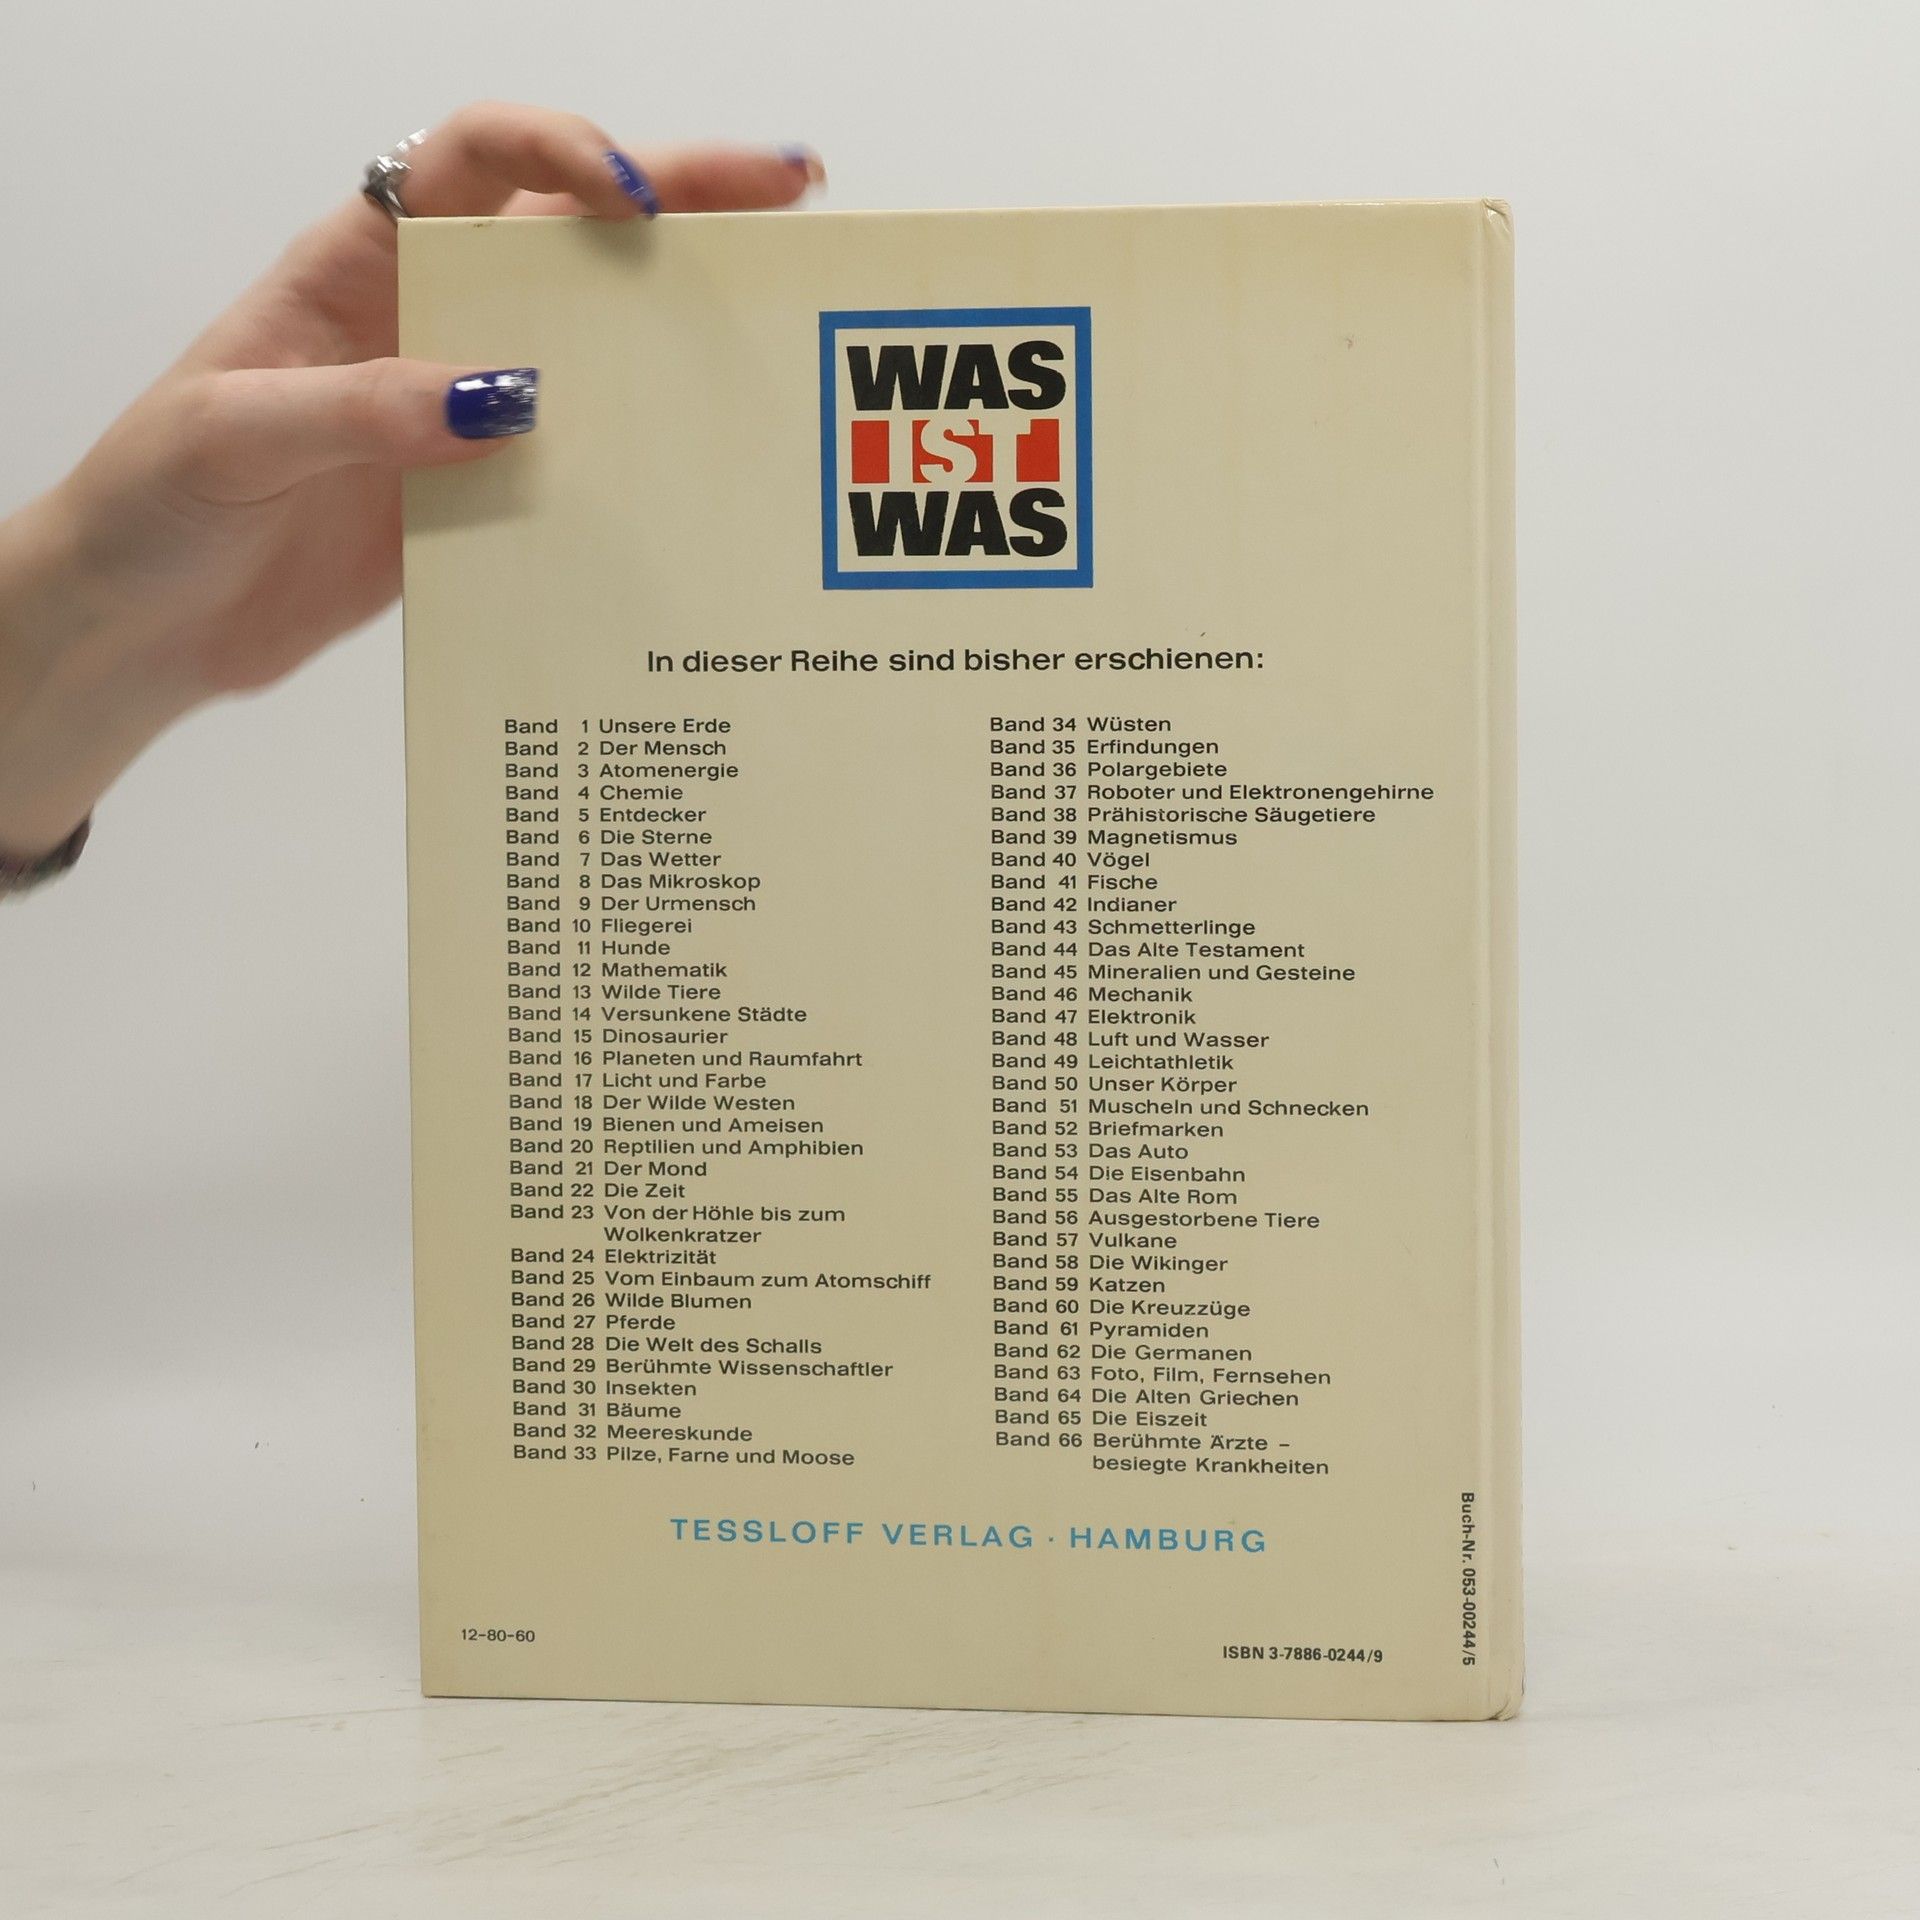 WAS
IST
WAS
In dieser Reihe sind bisher erschienen:
Band 1 Unsere Erde
Band 2 Der Mensch
Band 3 Atomenergie
Band 4 Chemie
Band 5 Entdecker
Band 6 Die Sterne
Band 7 Das Wetter
Band 8 Das Mikroskop
Band 9 Der Urmensch
Band 10 Fliegerei
Band 11 Hunde
Band 12 Mathematik
Band 13 Wilde Tiere
Band 14 Versunkene Städte
Band 15 Dinosaurier
Band 16 Planeten und Raumfahrt
Band 17 Licht und Farbe
Band 18 Der Wilde Westen
Band 19 Bienen und Ameisen
Band 20 Reptilien und Amphibien
Band 21 Der Mond
Band 22 Die Zeit
Band 23 Von der Höhle bis zum
Wolkenkratzer
Band 24 Elektrizität
Band 25 Vom Einbaum zum Atomschiff
Band 26 Wilde Blumen
Band 27 Pferde
Band 28 Die Welt des Schalls
Band 29 Berühmte Wissenschaftler
Band 30 Insekten
Band 31 Bäume
Band 32 Meereskunde
Band 33 Pilze, Farne und Moose
Band 34 Wüsten
Band 35 Erfindungen
Band 36 Polargebiete
Band 37 Roboter und Elektronengehirne
Band 38 Prähistorische Säugetiere
Band 39 Magnetismus
Band 40 Vögel
Band 41 Fische
Band 42 Indianer
Band 43 Schmetterlinge
Band 44 Das Alte Testament
Band 45 Mineralien und Gesteine
Band 46 Mechanik
Band 47 Elektronik
Band 48 Luft und Wasser
Band 49 Leichtathletik
Band 50 Unser Körper
Band 51 Muscheln und Schnecken
Band 52 Briefmarken
Band 53 Das Auto
Band 54 Die Eisenbahn
Band 55 Das Alte Rom
Band 56 Ausgestorbene Tiere
Band 57 Vulkane
Band 58 Die Wikinger
Band 59 Katzen
Band 60 Die Kreuzzüge
Band 61 Pyramiden
Band 62 Die Germanen
Band 63 Foto, Film, Fernsehen
Band 64 Die Alten Griechen
Band 65 Die Eiszeit
Band 66 Berühmte Ärzte –
besiegte Krankheiten
TESSLOFF VERLAG · HAMBURG
12-80-60
ISBN 3-7886-0244/9
Buch-Nr. 053-00244/5